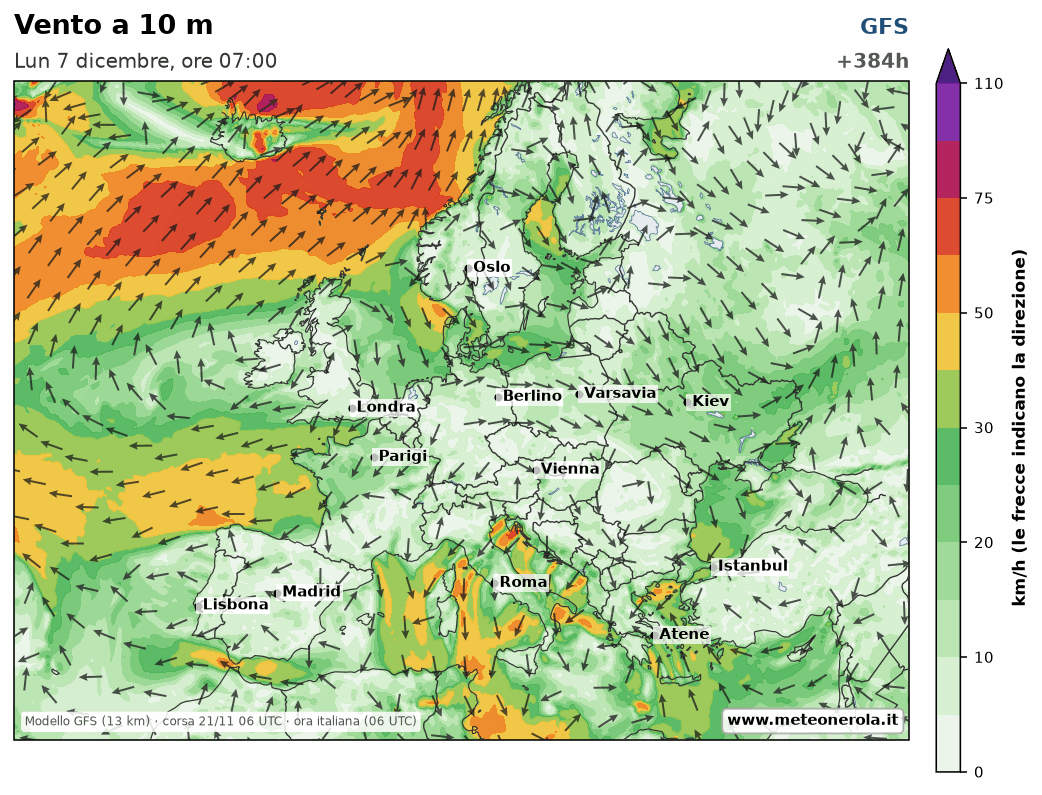 Vento a 10 m
GFS
Lun 7 dicembre, ore 07:00
+384h
110
75
50
30
20
10
0
km/h (le frecce indicano la direzione)
Oslo
Berlino
Varsavia
Kiev
Londra
Parigi
Vienna
Istanbul
Roma
Madrid
Lisbona
Atene
Modello GFS (13 km) · corsa 21/11 06 UTC · ora italiana (06 UTC)
www.meteonerola.it